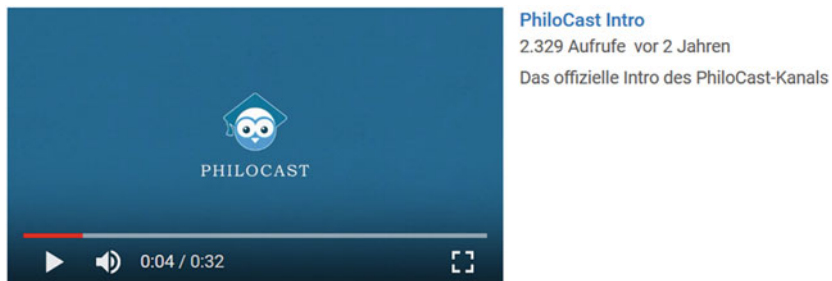 PHILOCAST
0:04 / 0:32
PhiloCast Intro
2.329 Aufrufe vor 2 Jahren
Das offizielle Intro des PhiloCast-Kanals